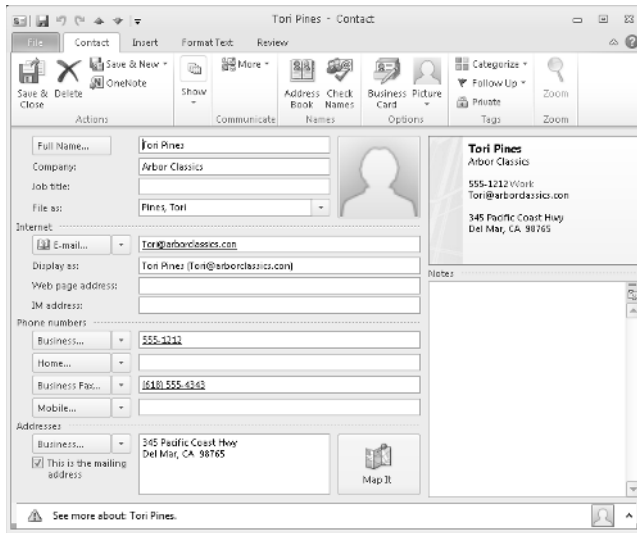 Tori Pines - Contact
File Contact Insert Format Text Review
Save & Close
Delete
Save & New
OneNote
Actions
Show
More
Communicate
Address Book
Check Names
Names
Business Card
Picture
Options
Categorize
Follow Up
Private
Tags
Zoom
Zoom
Full Name... Tori Pines
Company: Arbor Classics
Job title:
File as: Pines, Tori
Internet
E-mail... Tori@arborclassics.con
Display as: Tori Pines (Tori@arborclassics.con)
Web page address:
IM address:
Phone numbers
Business... 555-1212
Home...
Business Fax... (618) 555-4343
Mobile...
Addresses
Business... 345 Pacific Coast Hwy
Del Mar, CA 98765
This is the mailing address
Map It
Tori Pines
Arbor Classics
555-1212 Work
Tori@arborclassics.con
345 Pacific Coast Hwy
Del Mar, CA 98765
Notes
See more about: Tori Pines.